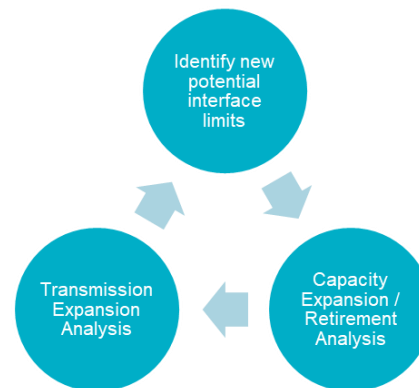 Identify new
potential
interface
limits
Transmission
Expansion
Analysis
Capacity
Expansion /
Retirement
Analysis